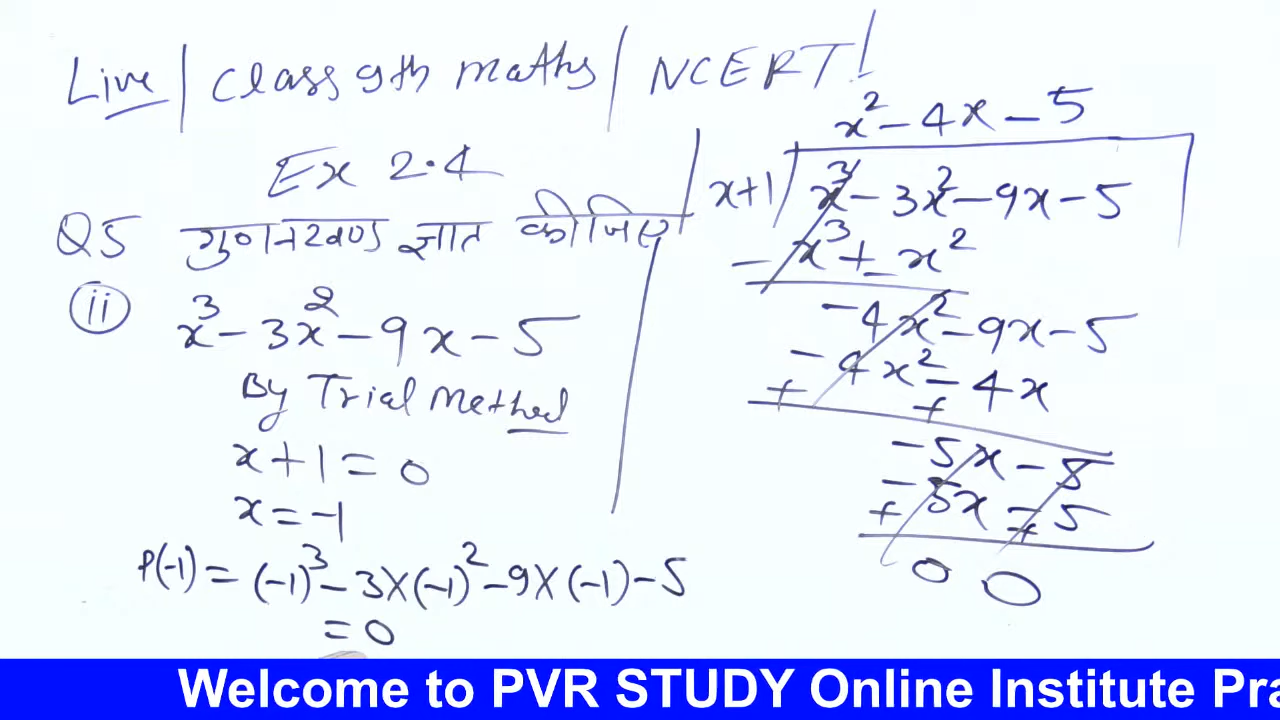 Live / Class 9th maths / NCERT!
Ex 2.4
Q5 गुणनखण्ड ज्ञात कीजिए
ii x³ - 3x² - 9x - 5
By Trial Method
x + 1 = 0
x = -1
P(-1) = (-1)³ - 3 × (-1)² - 9 × (-1) - 5
= 0
x² - 4x - 5
x+1 ) x³ - 3x² - 9x - 5
- x³ + x²
-
-4x² - 9x - 5
- 4x² - 4x
+ +
-5x - 5
- 5x - 5
+ +
0 0
Welcome to PVR STUDY Online Institute Pra